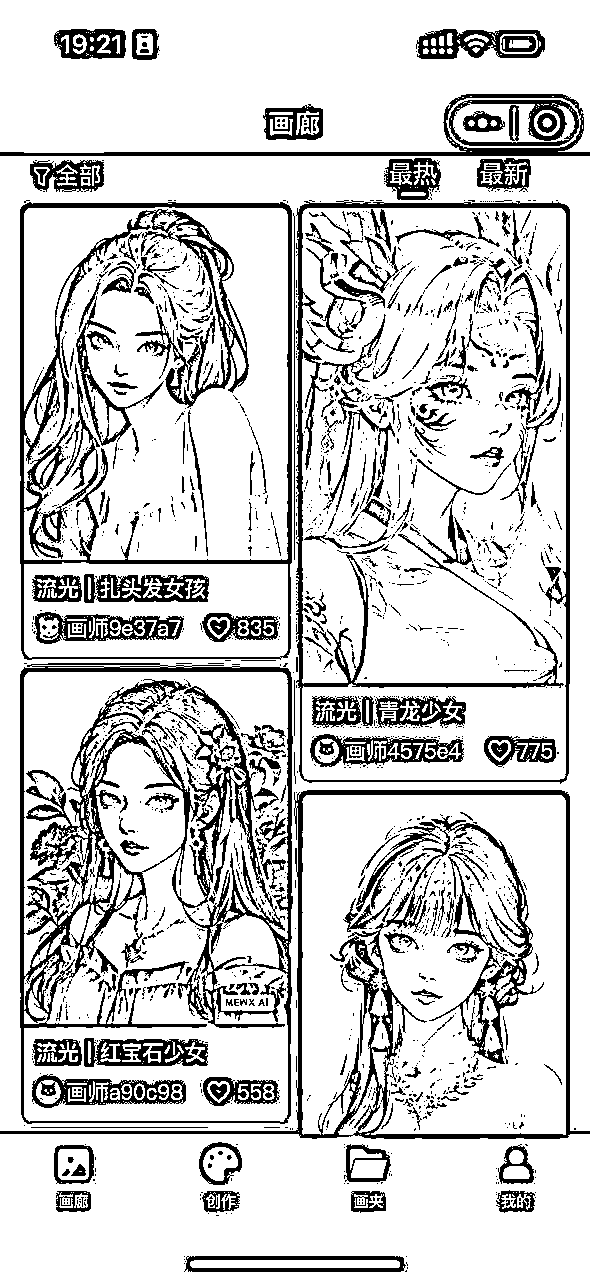 19:21
画廊
全部
最热
最新
流光 | 扎头发女孩
画师9e37a7
835
流光 | 青龙少女
画师4575e4
775
MEWX AI
流光 | 红宝石少女
画师a90c98
558
画廊
创作
画夹
我的